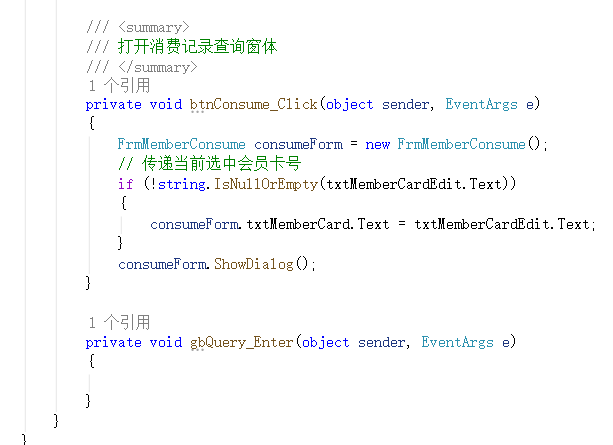 /// <summary>
/// 打开消费记录查询窗体
/// </summary>
1 个引用
private void btnConsume_Click(object sender, EventArgs e)
{
FrmMemberConsume consumeForm = new FrmMemberConsume();
// 传递当前选中会员卡号
if (!string.IsNullOrEmpty(txtMemberCardEdit.Text))
{
consumeForm.txtMemberCard.Text = txtMemberCardEdit.Text;
}
consumeForm.ShowDialog();
}
1 个引用
private void gbQuery_Enter(object sender, EventArgs e)
{
}
}
}